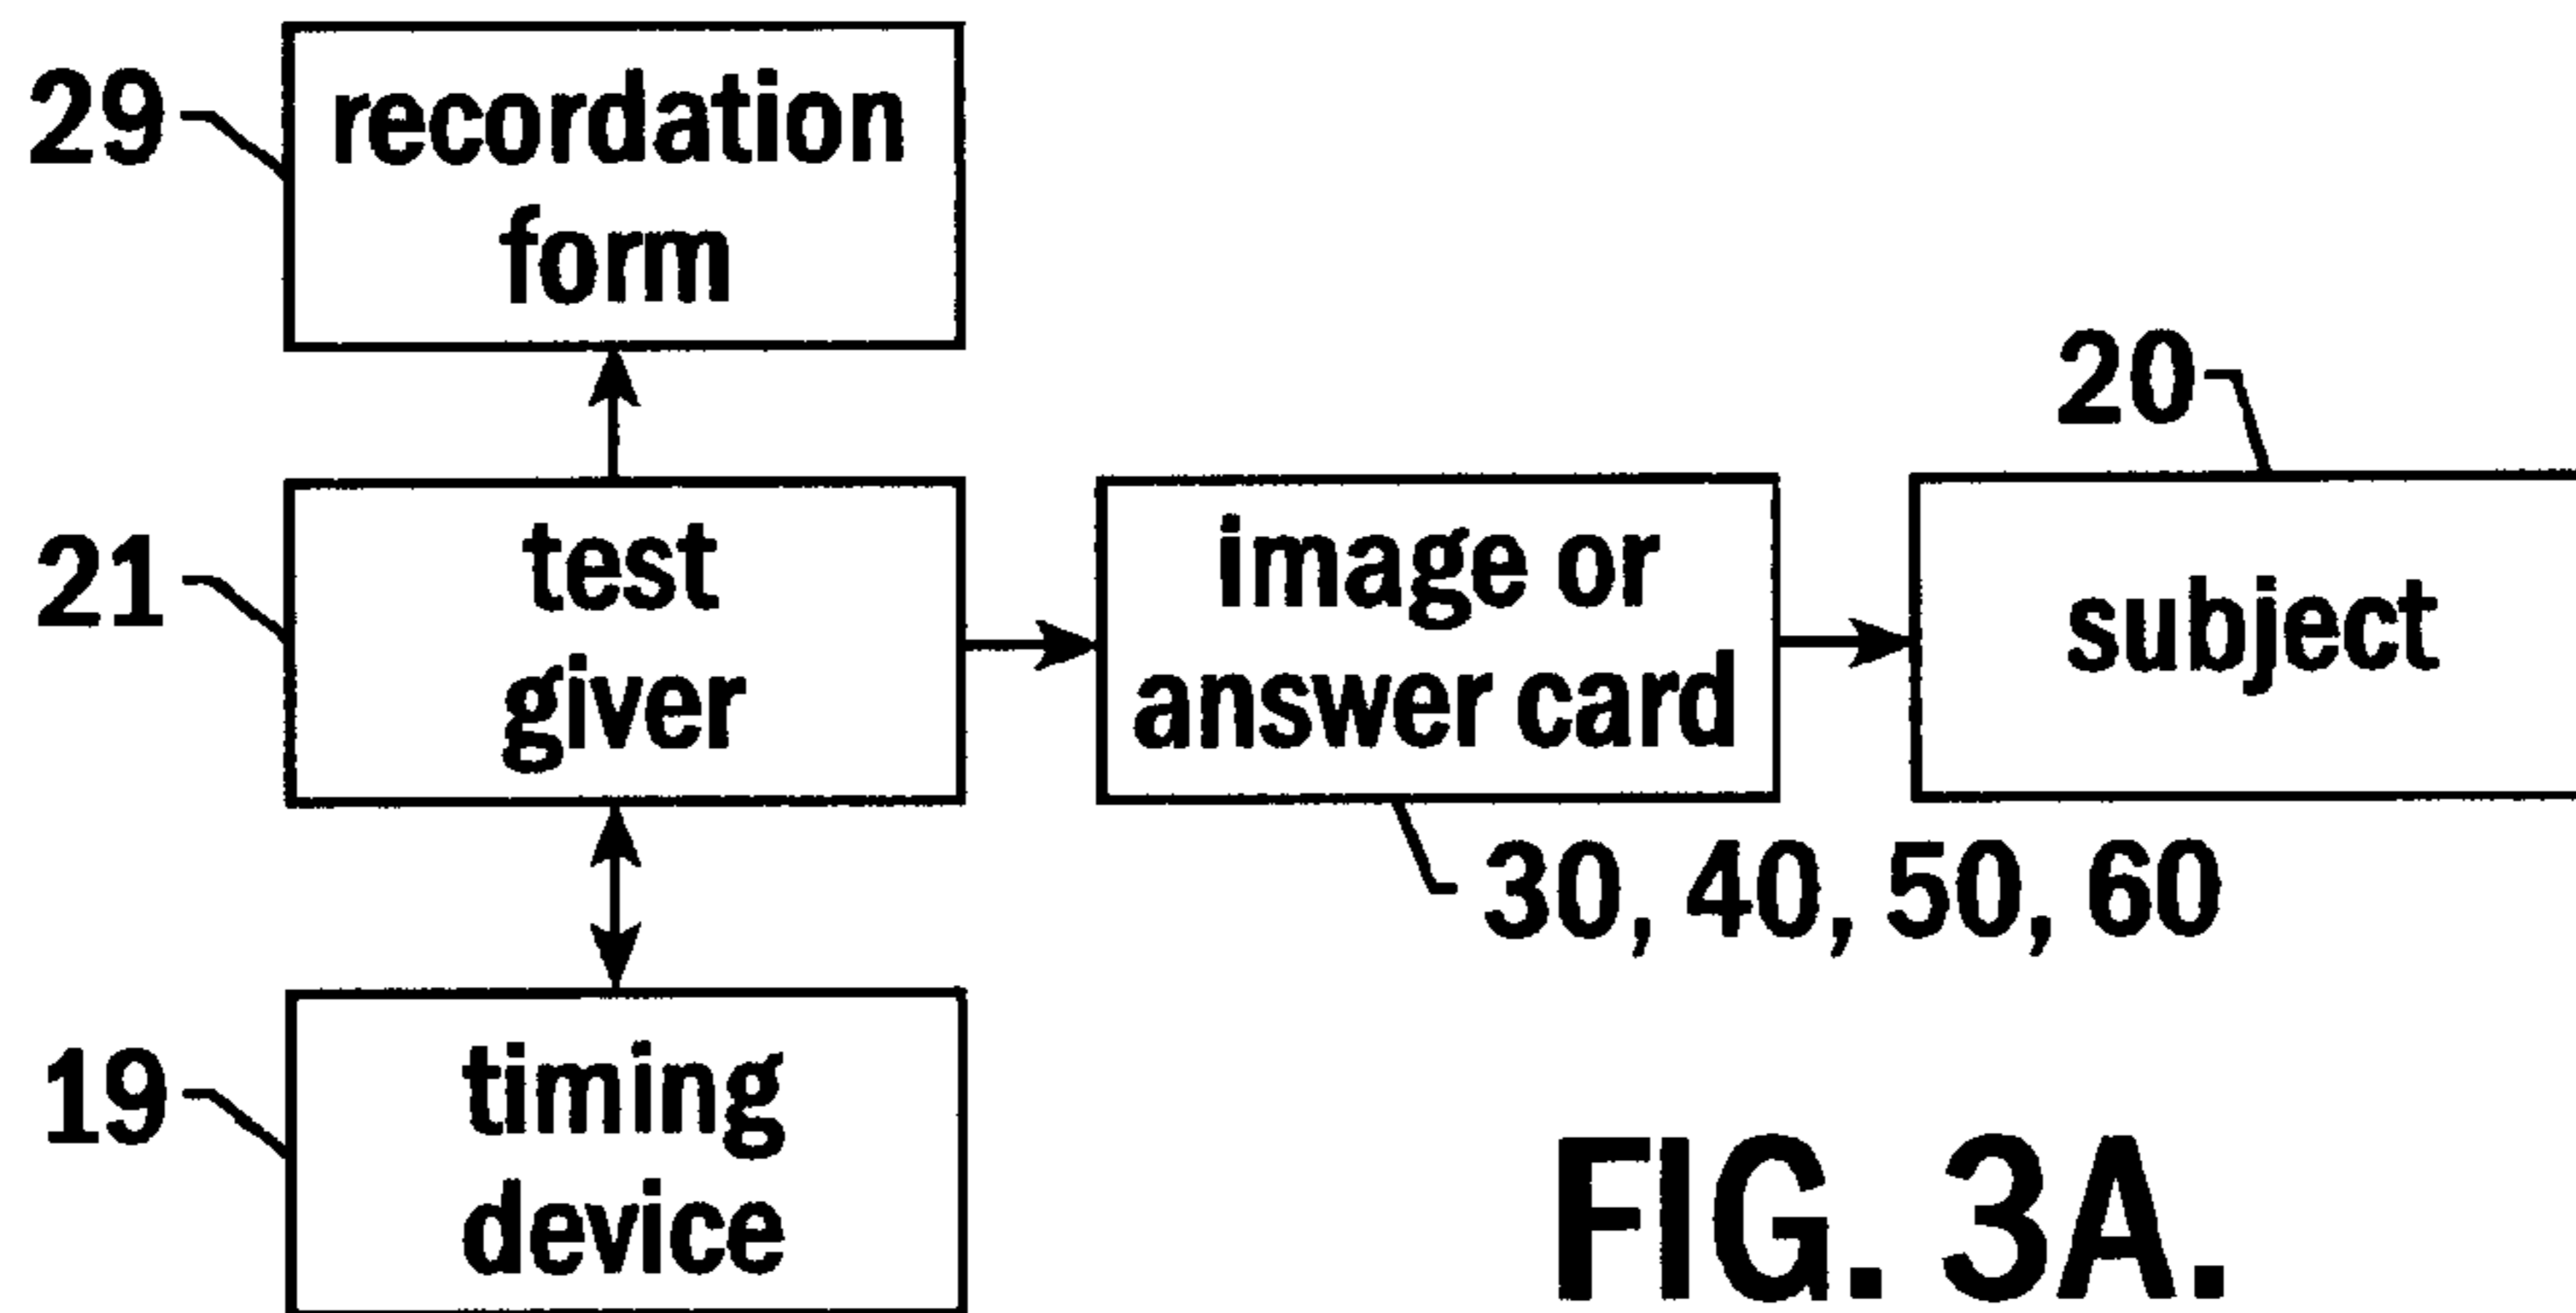 29
recordation
form
20
21
test
giver
image or
answer card
subject
30, 40, 50, 60
19
timing
device
FIG. 3A.